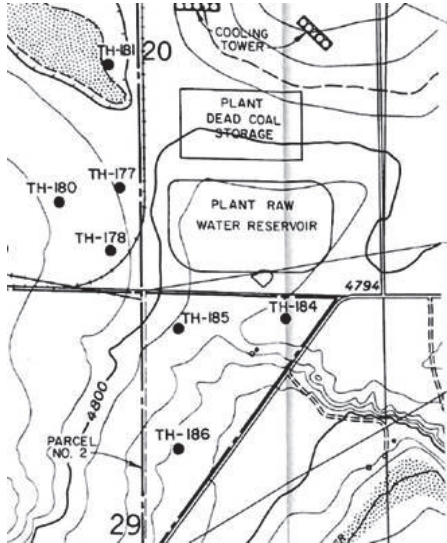 COOLING
TOWER
20
TH-181
PLANT
DEAD COAL
STORAGE
TH-177
TH-180
PLANT RAW
WATER RESERVOIR
TH-178
4794
TH-184
TH-185
4800
PARCEL
NO. 2
TH-186
29